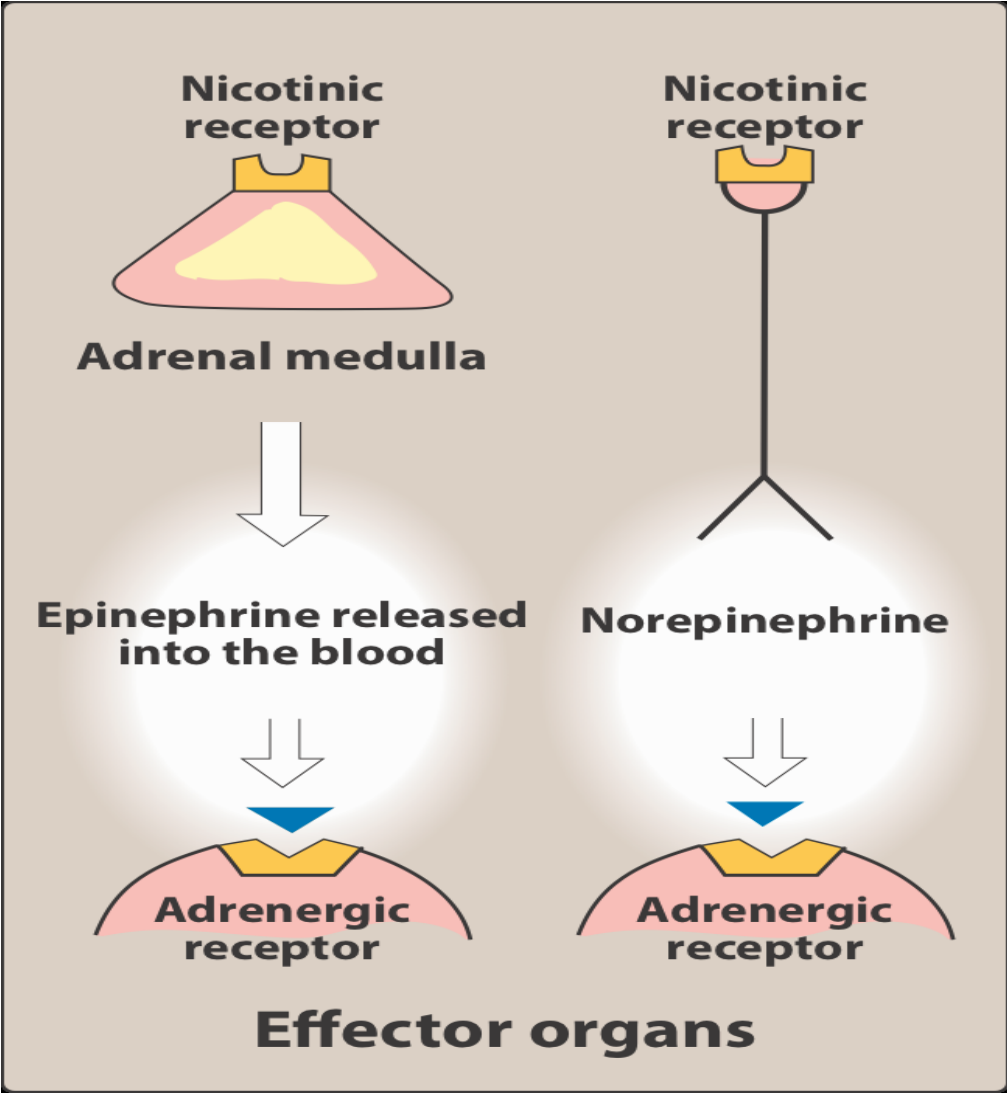 Nicotinic
receptor
Adrenal medulla
Epinephrine released
into the blood
Adrenergic
receptor
Nicotinic
receptor
Norepinephrine
Adrenergic
receptor
Effector organs